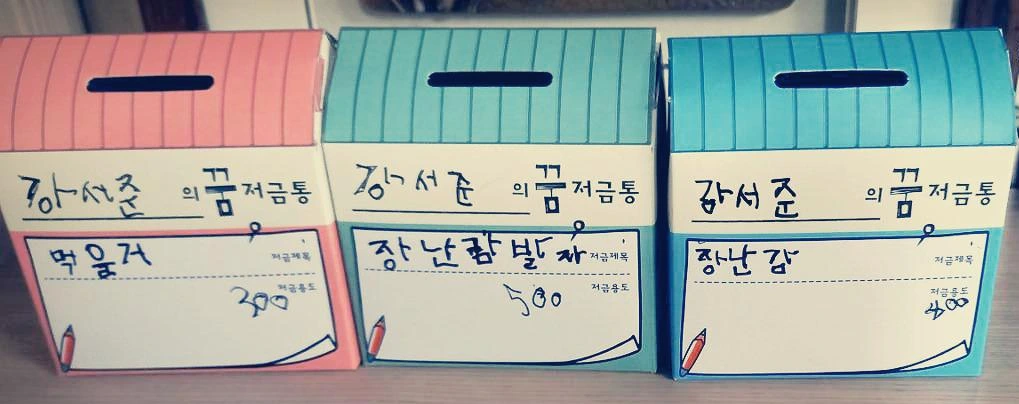 강서준의 꿈저금통
먹을거 저금제목
저금용도
300
강서준의 꿈저금통
장난감발사 저금제목
저금용도
500
강서준의 꿈저금통
장난감 저금제목
저금용도
400